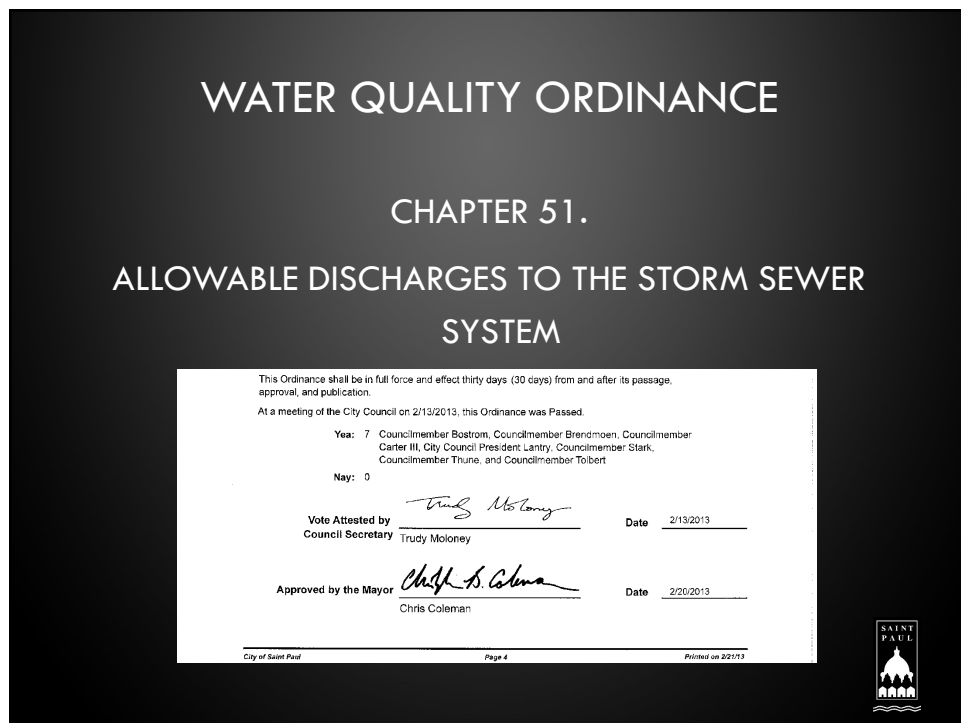 WATER QUALITY ORDINANCE
CHAPTER 51.
ALLOWABLE DISCHARGES TO THE STORM SEWER
SYSTEM
This Ordinance shall be in full force and effect thirty days (30 days) from and after its passage,
approval, and publication.
At a meeting of the City Council on 2/13/2013, this Ordinance was Passed.
Yea: 7 Councilmember Bostrom, Councilmember Brendmoen, Councilmember
Carter III, City Council President Lantry, Councilmember Stark,
Councilmember Thune, and Councilmember Tolbert
Nay: 0
Trudy Moloney
Vote Attested by
Council Secretary Trudy Moloney Date 2/13/2013
Approved by the Mayor Date 2/20/2013
Chris Coleman
City of Saint Paul Page 4 Printed on 2/21/13
SAINT
PAUL